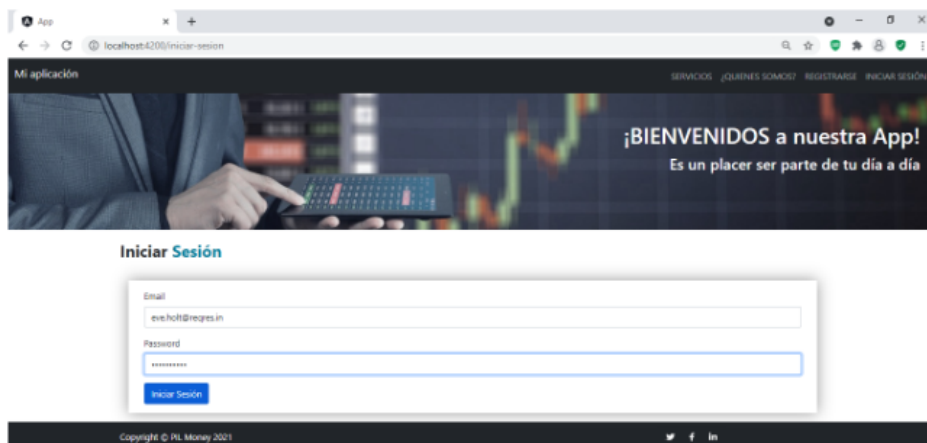 App
localhost:4200/iniciar-sesion
Mi aplicación
SERVICIOS ¿QUIENES SOMOS? REGISTRARSE INICIAR SESIÓN
¡BIENVENIDOS a nuestra App!
Es un placer ser parte de tu día a día
Iniciar Sesión
Email
eve.holt@reqres.in
Password
Iniciar Sesión
Copyright © PIL Money 2021